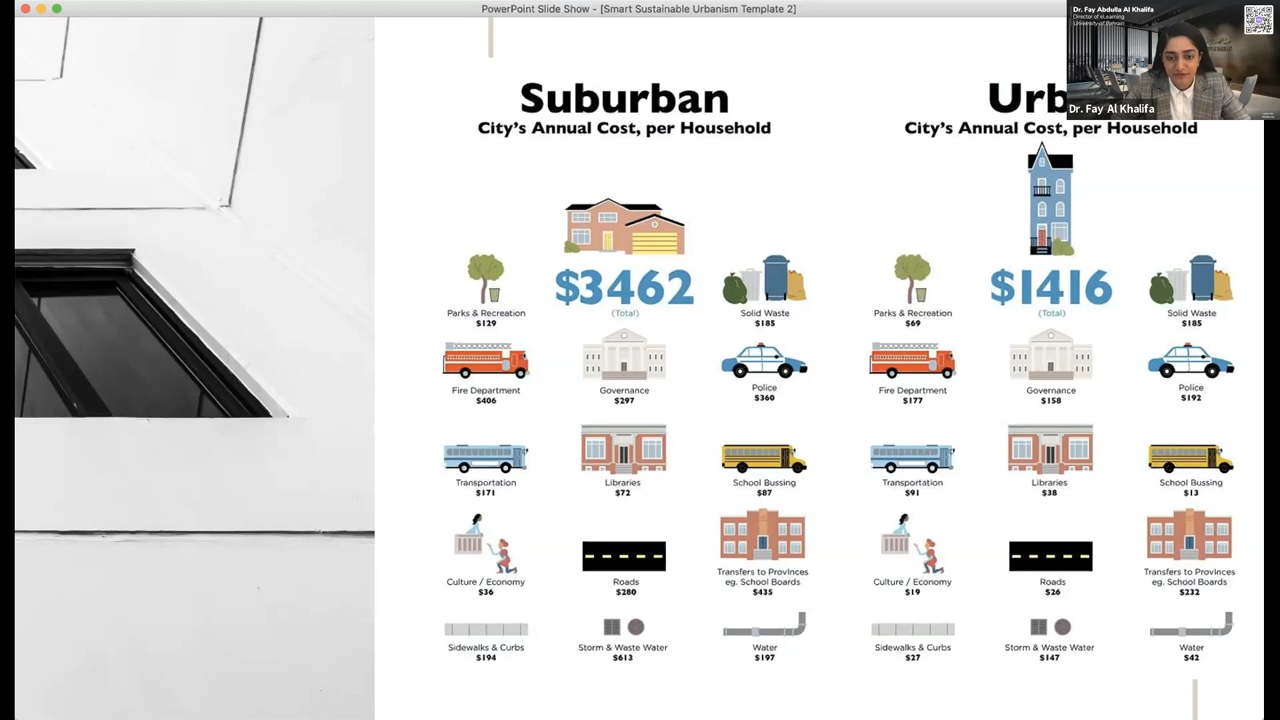 PowerPoint Slide Show - [Smart Sustainable Urbanism Template 2]
Dr. Fay Abdulla Al Khalifa
Director of eLearning
University of Bahrain
Dr. Fay Al Khalifa
Suburban
City's Annual Cost, per Household
$3462
(Total)
Parks & Recreation
$129
Solid Waste
$185
Fire Department
$406
Governance
$297
Police
$360
Transportation
$171
Libraries
$72
School Bussing
$87
Culture / Economy
$36
Roads
$280
Transfers to Provinces
eg. School Boards
$435
Sidewalks & Curbs
$194
Storm & Waste Water
$613
Water
$197
Urb
City's Annual Cost, per Household
$1416
(Total)
Parks & Recreation
$69
Solid Waste
$185
Fire Department
$177
Governance
$158
Police
$192
Transportation
$91
Libraries
$38
School Bussing
$13
Culture / Economy
$19
Roads
$26
Transfers to Provinces
eg. School Boards
$232
Sidewalks & Curbs
$27
Storm & Waste Water
$147
Water
$42